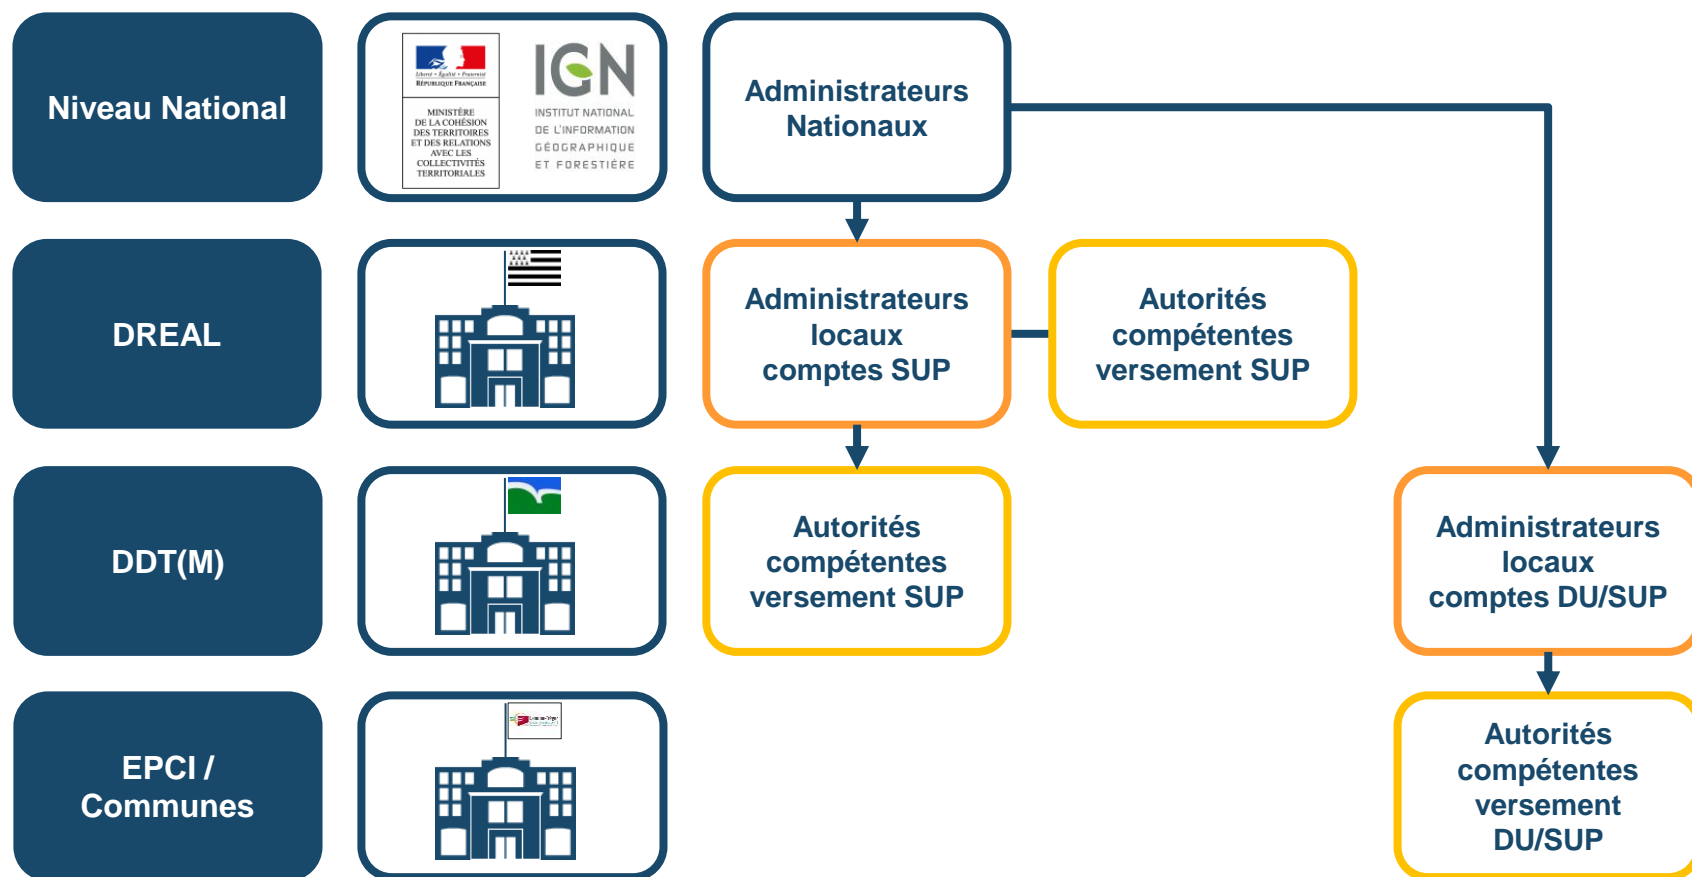 Niveau National
Liberté • Égalité • Fraternité
RÉPUBLIQUE FRANÇAISE
MINISTÈRE
DE LA COHÉSION
DES TERRITOIRES
ET DES RELATIONS
AVEC LES
COLLECTIVITÉS
TERRITORIALES
IGN
INSTITUT NATIONAL
DE L'INFORMATION
GÉOGRAPHIQUE
ET FORESTIÈRE
Administrateurs
Nationaux
DREAL
Administrateurs
locaux
comptes SUP
Autorités
compétentes
versement SUP
DDT(M)
Autorités
compétentes
versement SUP
Administrateurs
locaux
comptes DU/SUP
EPCI /
Communes
Autorités
compétentes
versement
DU/SUP